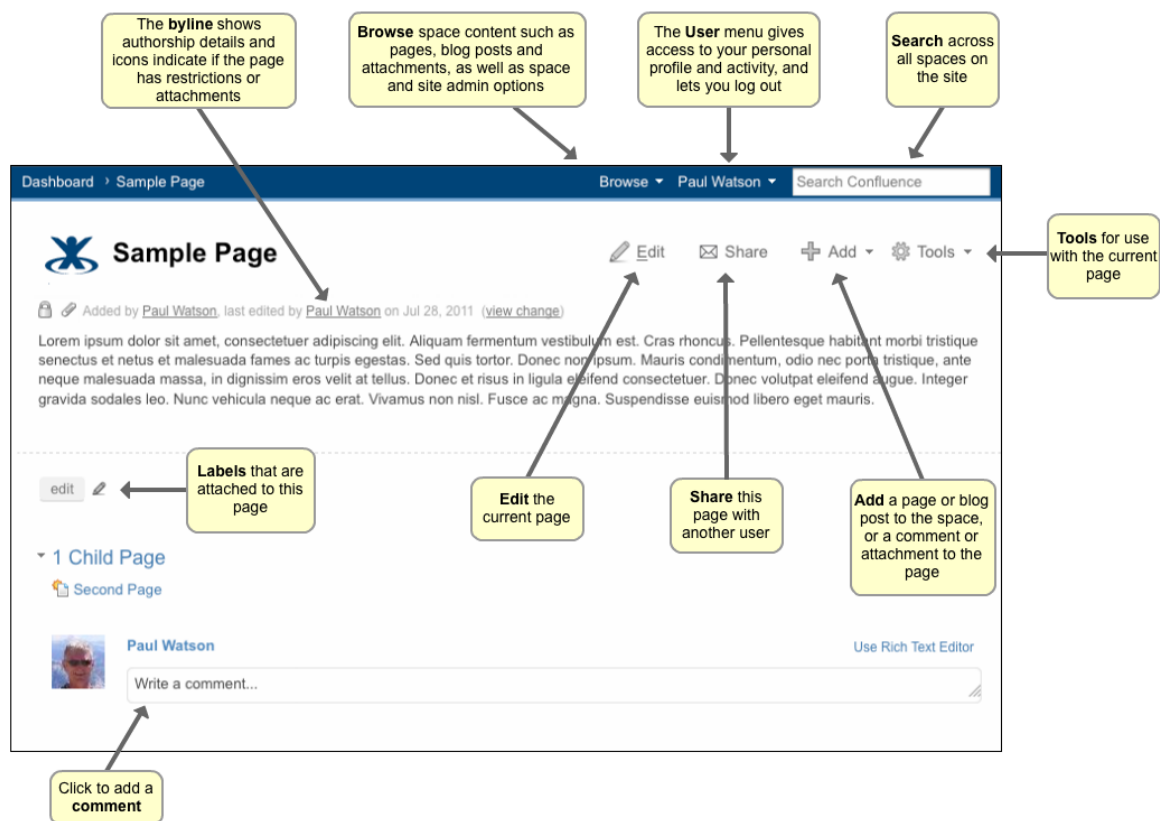 The byline shows
authorship details and
icons indicate if the page
has restrictions or
attachments
Browse space content such as
pages, blog posts and
attachments, as well as space
and site admin options
The User menu gives
access to your personal
profile and activity, and
lets you log out
Search across
all spaces on
the site
Dashboard › Sample Page
Browse
Paul Watson
Search Confluence
Sample Page
Edit
Share
Add
Tools
Tools for use
with the current
page
Added by Paul Watson, last edited by Paul Watson on Jul 28, 2011 (view change)
Lorem ipsum dolor sit amet, consectetuer adipiscing elit. Aliquam fermentum vestibulum est. Cras rhoncus. Pellentesque habitant morbi tristique
senectus et netus et malesuada fames ac turpis egestas. Sed quis tortor. Donec non ipsum. Mauris condimentum, odio nec porta tristique, ante
neque malesuada massa, in dignissim eros velit at tellus. Donec et risus in ligula eleifend consectetuer. Donec volutpat eleifend augue. Integer
gravida sodales leo. Nunc vehicula neque ac erat. Vivamus non nisl. Fusce ac magna. Suspendisse euismod libero eget mauris.
edit
Labels that are
attached to this
page
Edit the
current page
Share this
page with
another user
Add a page or blog
post to the space,
or a comment or
attachment to the
page
1 Child Page
Second Page
Paul Watson
Use Rich Text Editor
Write a comment...
Click to add a
comment